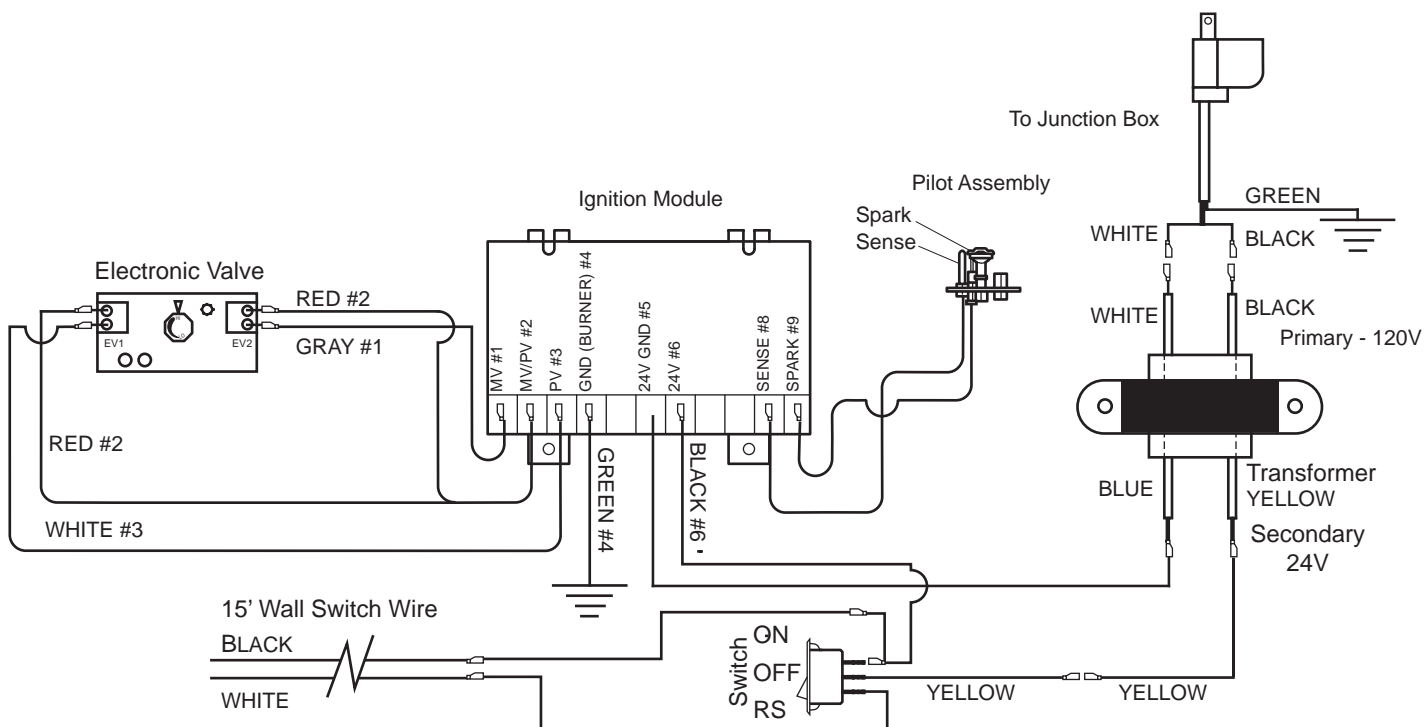 To Junction Box
GREEN
WHITE
BLACK
WHITE
BLACK
Primary - 120V
Ignition Module
Pilot Assembly
Spark
Sense
Electronic Valve
EV1
EV2
HI
LO
RED #2
GRAY #1
MV #1
MV/PV #2
PV #3
GND (BURNER) #4
24V GND #5
24V #6
SENSE #8
SPARK #9
RED #2
WHITE #3
GREEN #4
BLACK #6 -
BLUE
Transformer
YELLOW
Secondary
24V
15’ Wall Switch Wire
BLACK
WHITE
Switch
ON
OFF
RS
YELLOW
YELLOW